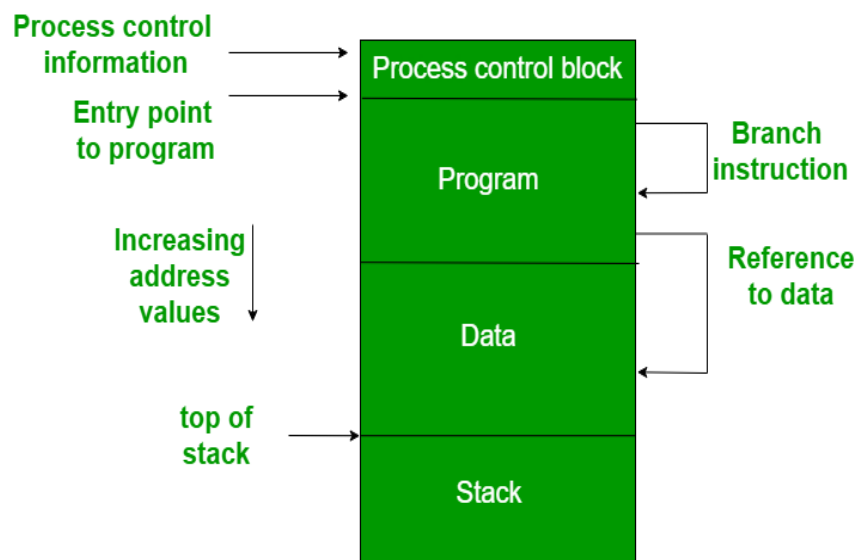 Process control
information
Process control block
Entry point
to program
Branch
instruction
Program
Increasing
address
values
Reference
to data
Data
top of
stack
Stack